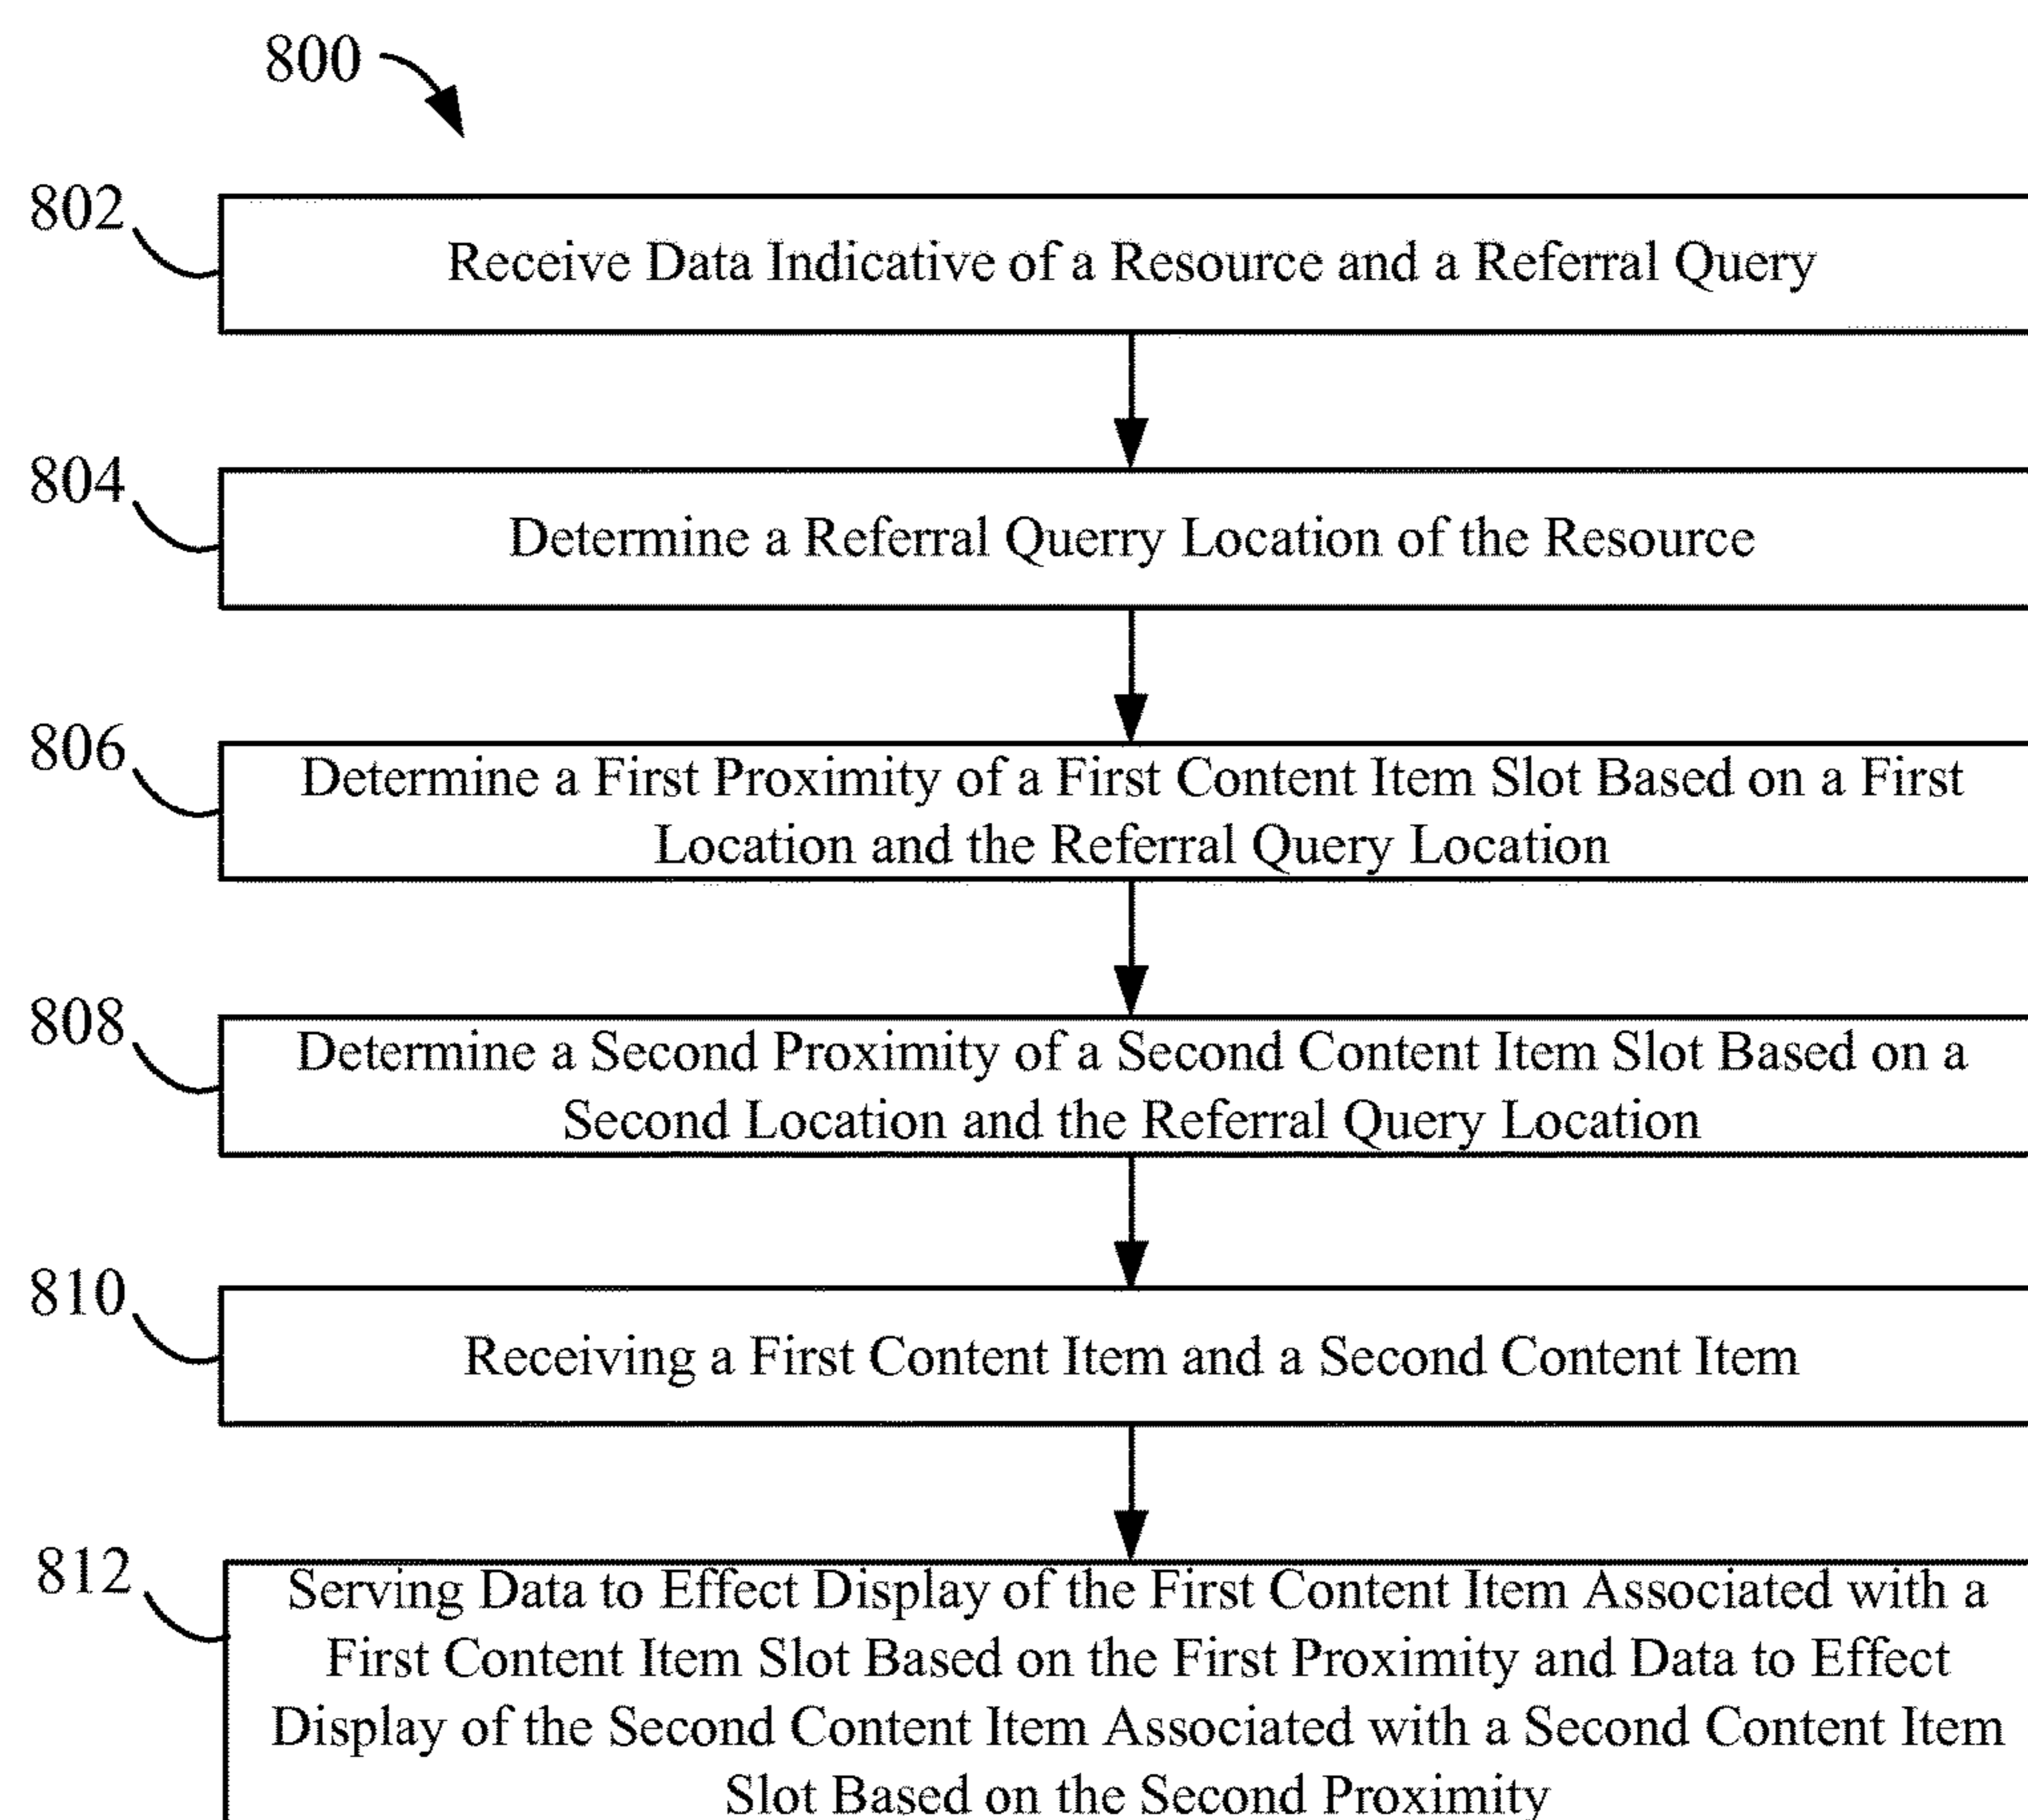 800
802
Receive Data Indicative of a Resource and a Referral Query
804
Determine a Referral Querry Location of the Resource
806
Determine a First Proximity of a First Content Item Slot Based on a First
Location and the Referral Query Location
808
Determine a Second Proximity of a Second Content Item Slot Based on a
Second Location and the Referral Query Location
810
Receiving a First Content Item and a Second Content Item
812
Serving Data to Effect Display of the First Content Item Associated with a
First Content Item Slot Based on the First Proximity and Data to Effect
Display of the Second Content Item Associated with a Second Content Item
Slot Based on the Second Proximity